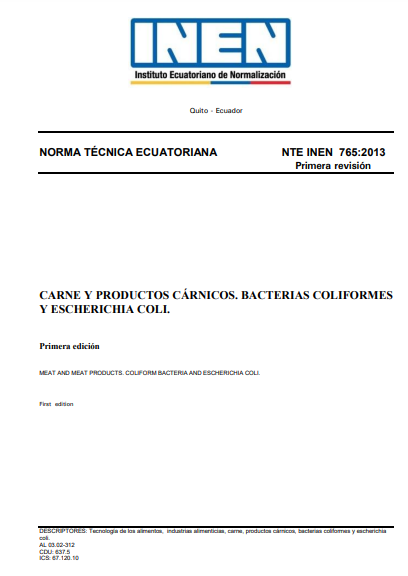 INEN
Instituto Ecuatoriano de Normalización
Quito - Ecuador
NORMA TÉCNICA ECUATORIANA NTE INEN 765:2013
Primera revisión
CARNE Y PRODUCTOS CÁRNICOS. BACTERIAS COLIFORMES
Y ESCHERICHIA COLI.
Primera edición
MEAT AND MEAT PRODUCTS. COLIFORM BACTERIA AND ESCHERICHIA COLI.
First edition
DESCRIPTORES: Tecnología de los alimentos, industrias alimenticias, carne, productos cárnicos, bacterias coliformes y escherichia
coli.
AL 03.02-312
CDU: 637.5
ICS: 67.120.10